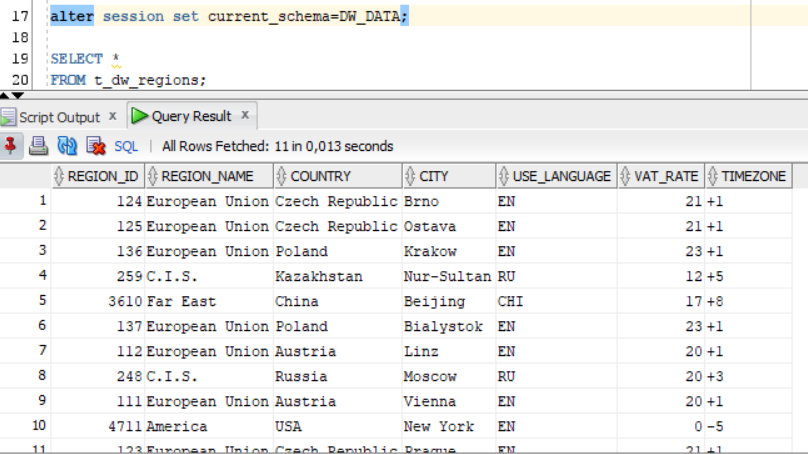 17 alter session set current_schema=DW_DATA;
18
19 SELECT *
20 FROM t_dw_regions;
Script Output x Query Result x
SQL | All Rows Fetched: 11 in 0,013 seconds
REGION_ID REGION_NAME COUNTRY CITY USE_LANGUAGE VAT_RATE TIMEZONE
1 124 European Union Czech Republic Brno EN 21 +1
2 125 European Union Czech Republic Ostava EN 21 +1
3 136 European Union Poland Krakow EN 23 +1
4 259 C.I.S. Kazakhstan Nur-Sultan RU 12 +5
5 3610 Far East China Beijing CHI 17 +8
6 137 European Union Poland Bialystok EN 23 +1
7 112 European Union Austria Linz EN 20 +1
8 248 C.I.S. Russia Moscow RU 20 +3
9 111 European Union Austria Vienna EN 20 +1
10 4711 America USA New York EN 0 -5
11 123 European Union Czech Republic Prague EN 21 +1